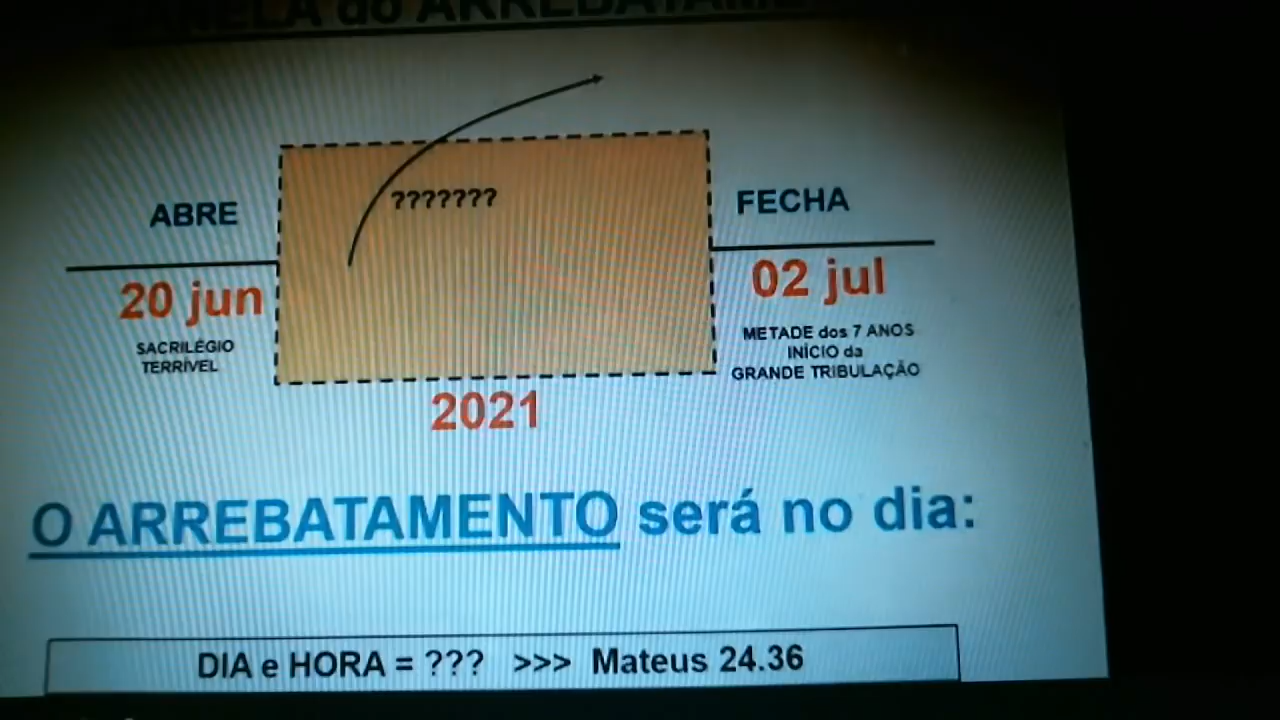 do
???????
ABRE
FECHA
20 jun
02 jul
SACRILÉGIO
TERRÍVEL
METADE dos 7 ANOS
INÍCIO da
GRANDE TRIBULAÇÃO
2021
O ARREBATAMENTO será no dia:
DIA e HORA = ??? >>> Mateus 24.36